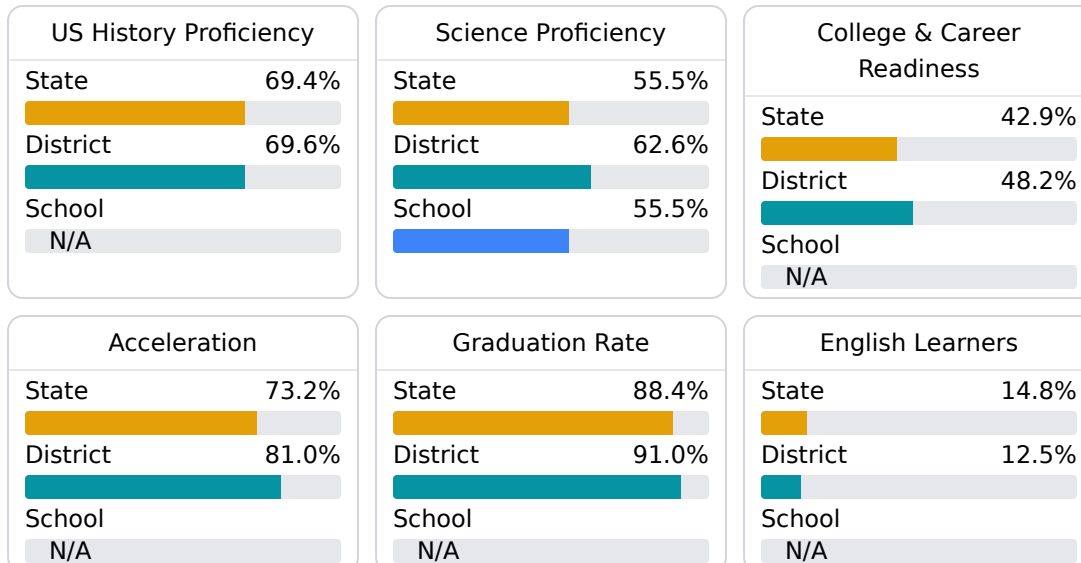 US History Proficiency
State 69.4%
District 69.6%
School
N/A
Science Proficiency
State 55.5%
District 62.6%
School 55.5%
College & Career
Readiness
State 42.9%
District 48.2%
School
N/A
Acceleration
State 73.2%
District 81.0%
School
N/A
Graduation Rate
State 88.4%
District 91.0%
School
N/A
English Learners
State 14.8%
District 12.5%
School
N/A